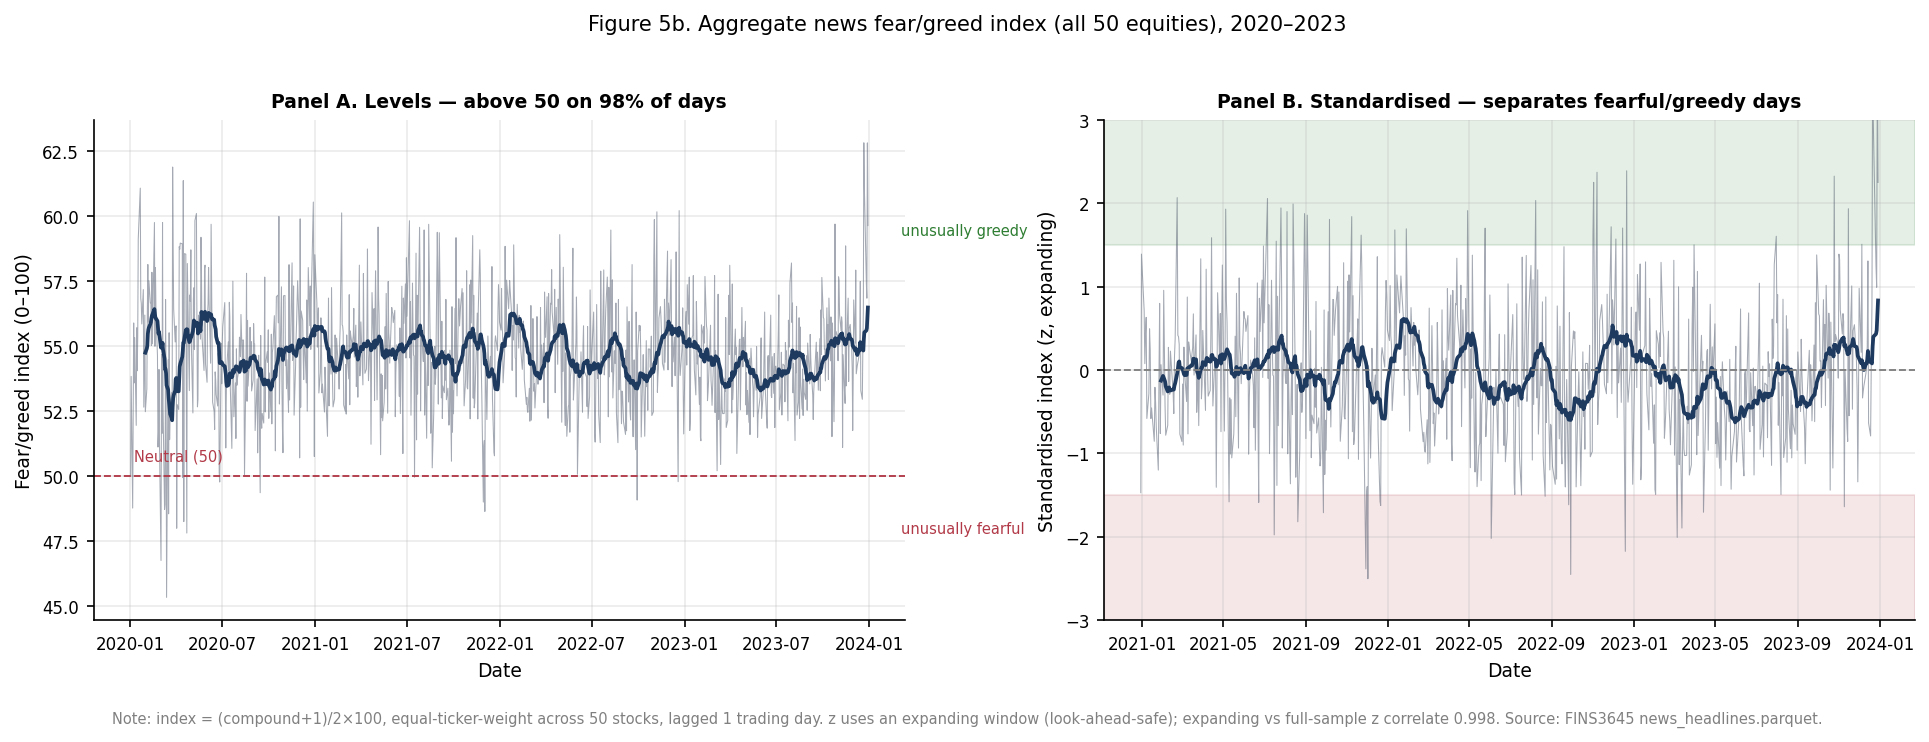 Figure 5b. Aggregate news fear/greed index (all 50 equities), 2020–2023
Panel A. Levels — above 50 on 98% of days
Fear/greed index (0–100)
62.5
60.0
57.5
55.0
52.5
50.0
47.5
45.0
Neutral (50)
2020-01 2020-07 2021-01 2021-07 2022-01 2022-07 2023-01 2023-07 2024-01
Date
unusually greedy
unusually fearful
Panel B. Standardised — separates fearful/greedy days
Standardised index (z, expanding)
3
2
1
0
−1
−2
−3
2021-01 2021-05 2021-09 2022-01 2022-05 2022-09 2023-01 2023-05 2023-09 2024-01
Date
Note: index = (compound+1)/2×100, equal-ticker-weight across 50 stocks, lagged 1 trading day. z uses an expanding window (look-ahead-safe); expanding vs full-sample z correlate 0.998. Source: FINS3645 news_headlines.parquet.